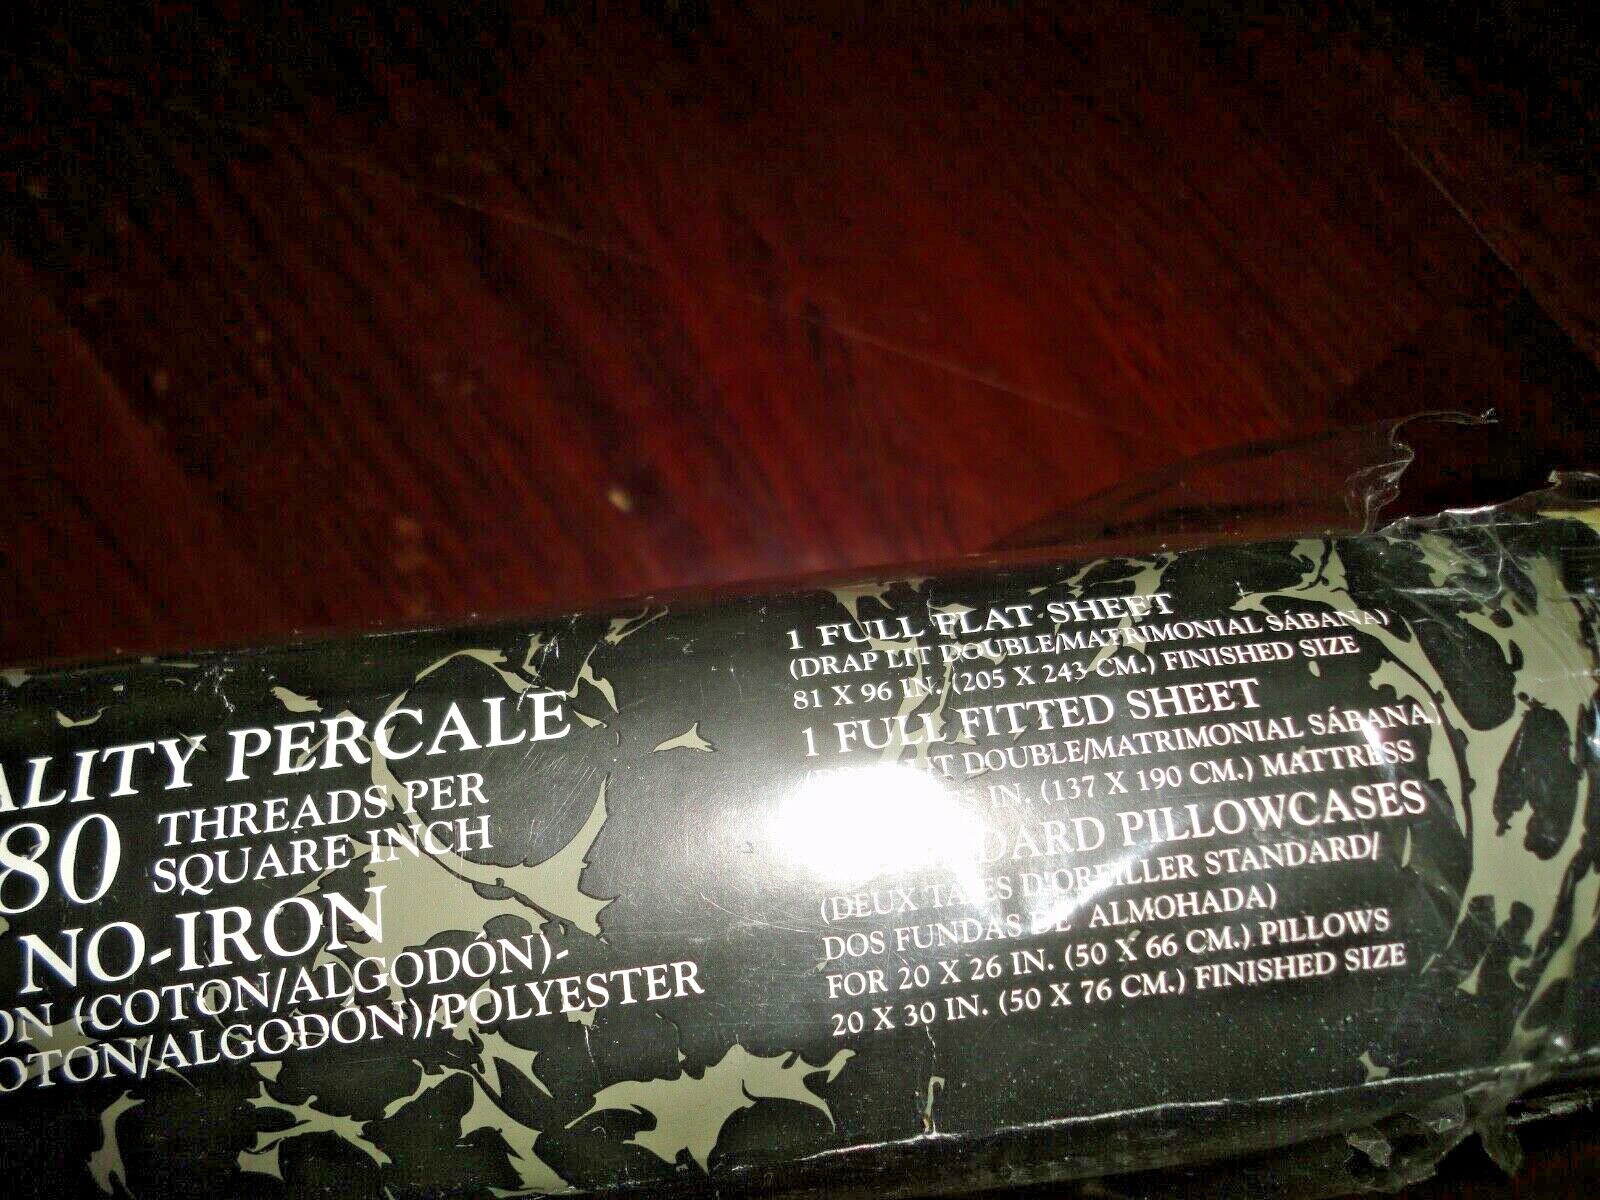 ALITY PERCALE
80 THREADS PER
SQUARE INCH
NO-IRON
ON (COTON/ALGODÓN)-
OTON/ALGODÓN)/POLYESTER
1 FULL FLAT SHEET
(DRAP LIT DOUBLE/MATRIMONIAL SÁBANA)
81 X 96 IN. (205 X 243 CM.) FINISHED SIZE
1 FULL FITTED SHEET
LIT DOUBLE/MATRIMONIAL SÁBANA)
IN. (137 X 190 CM.) MATTRESS
DARD PILLOWCASES
(DEUX TAIES D'OREILLER STANDARD/
DOS FUNDAS DE ALMOHADA)
FOR 20 X 26 IN. (50 X 66 CM.) PILLOWS
20 X 30 IN. (50 X 76 CM.) FINISHED SIZE